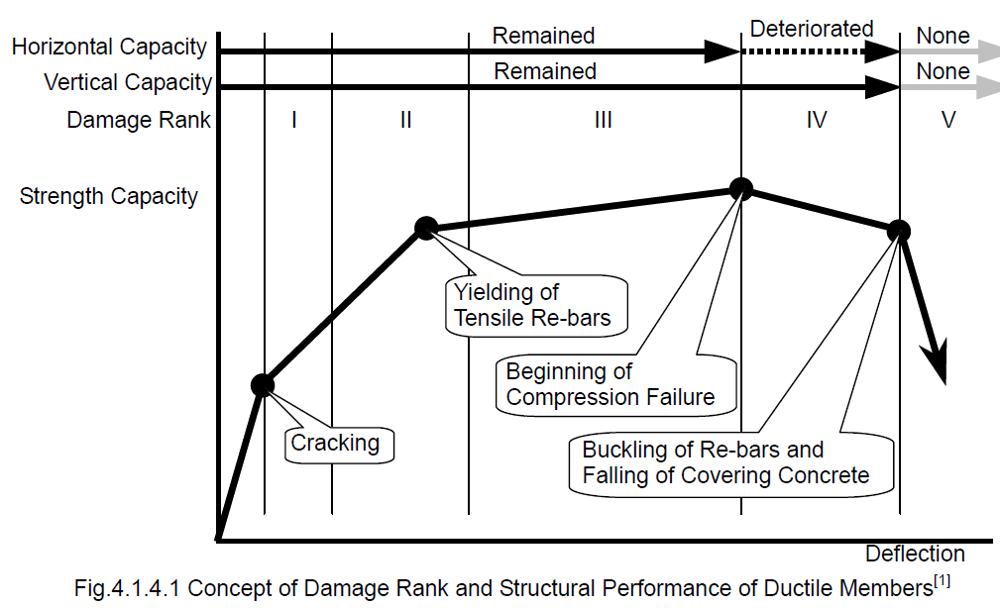 Horizontal Capacity Remained Deteriorated None
Vertical Capacity Remained None
Damage Rank I II III IV V
Strength Capacity
Yielding of
Tensile Re-bars
Beginning of
Compression Failure
Cracking
Buckling of Re-bars and
Falling of Covering Concrete
Deflection
Fig.4.1.4.1 Concept of Damage Rank and Structural Performance of Ductile Members[1]